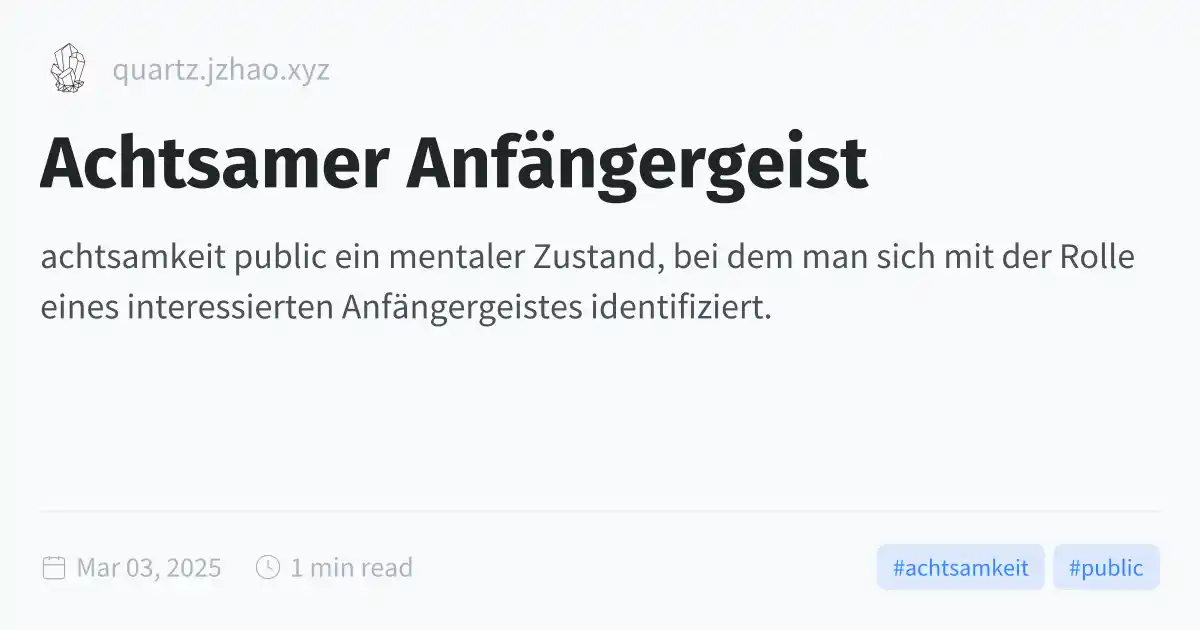 quartz.jzhao.xyz
Achtsamer Anfängergeist
achtsamkeit public ein mentaler Zustand, bei dem man sich mit der Rolle
eines interessierten Anfängergeistes identifiziert.
Mar 03, 2025 1 min read #achtsamkeit #public